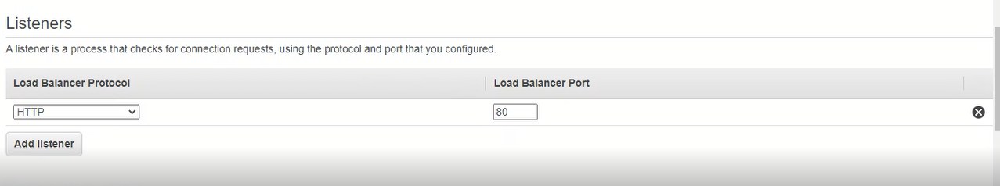 Listeners
A listener is a process that checks for connection requests, using the protocol and port that you configured.
Load Balancer Protocol Load Balancer Port
HTTP 80
Add listener